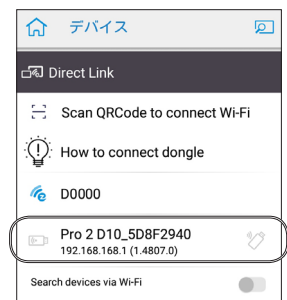 デバイス
Direct Link
Scan QRCode to connect Wi-Fi
How to connect dongle
D0000
Pro 2 D10_5D8F2940
192.168.168.1 (1.4807.0)
Search devices via Wi-Fi